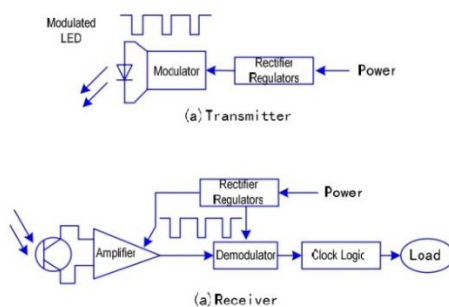 Modulated
LED
Modulator
Rectifier
Regulators
Power
(a)Transmitter
Rectifier
Regulators
Power
Amplifier
Demodulator
Clock Logic
Load
(a)Receiver